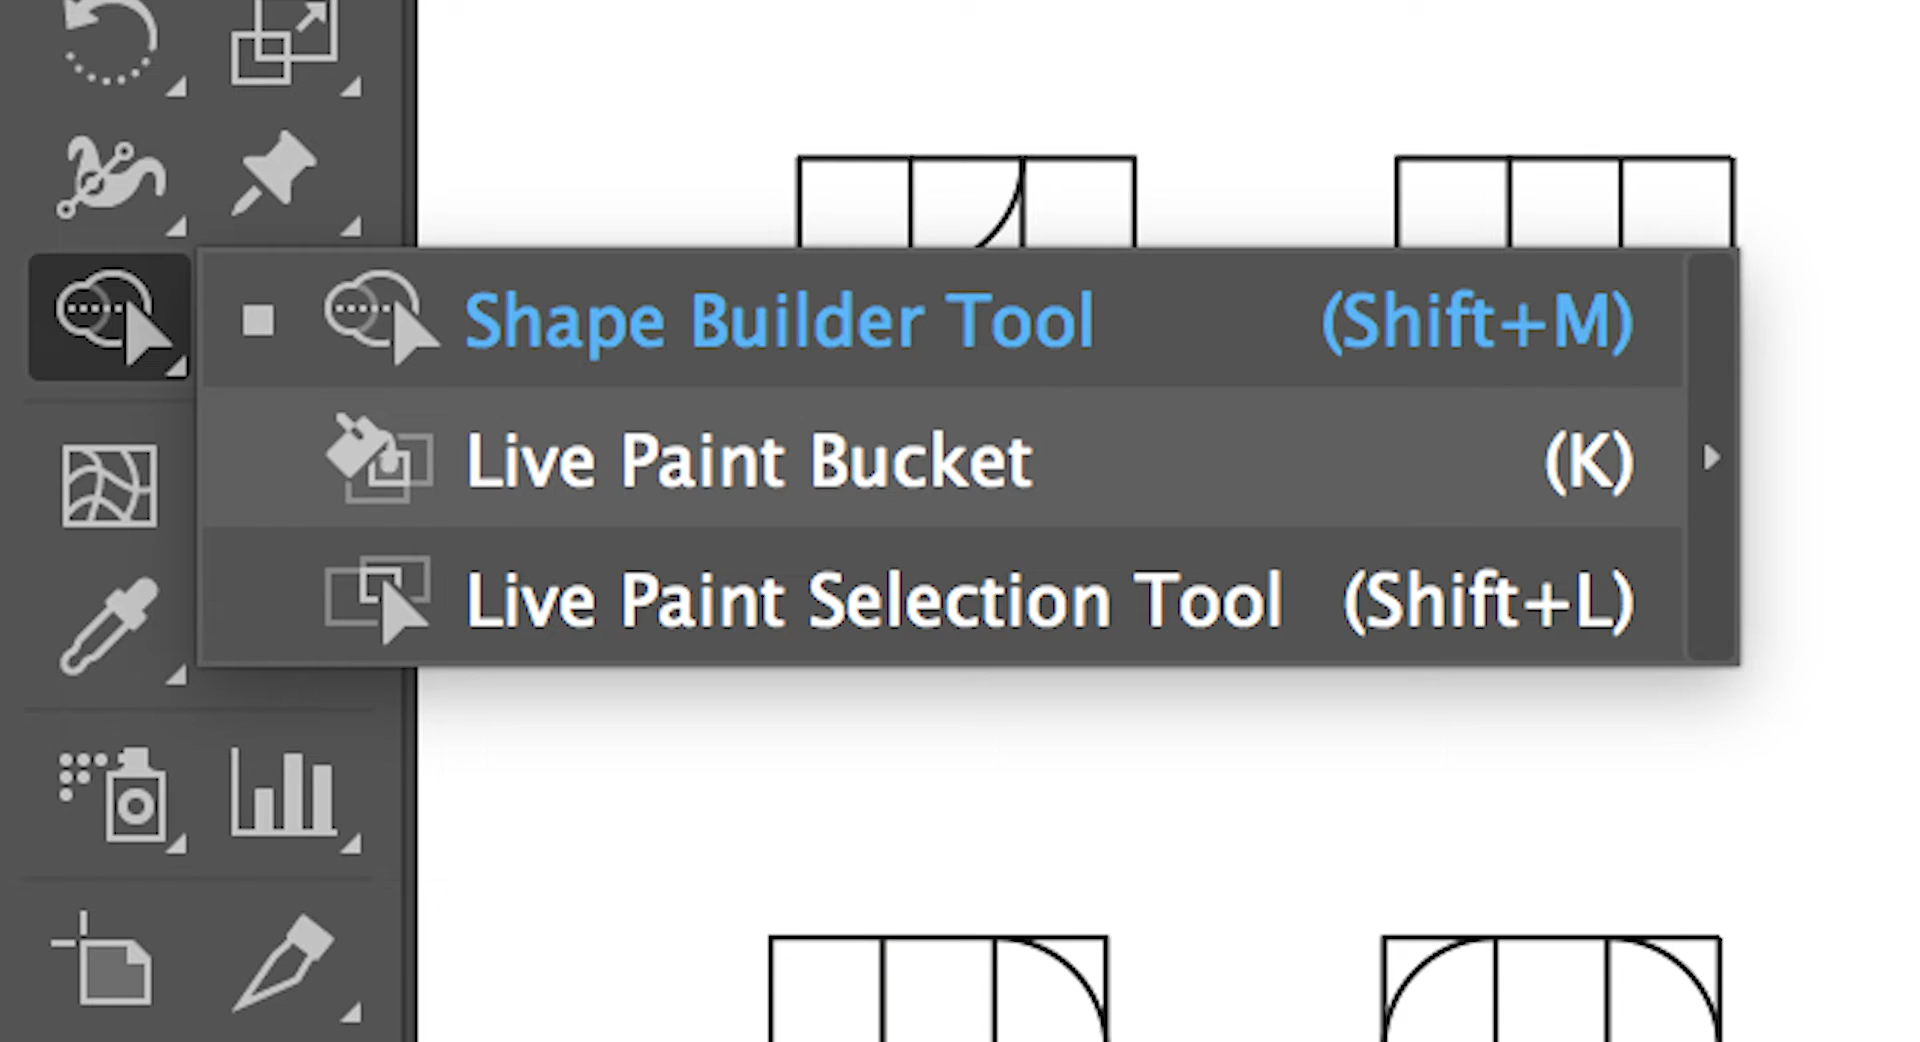 Shape Builder Tool (Shift+M)
Live Paint Bucket (K)
Live Paint Selection Tool (Shift+L)